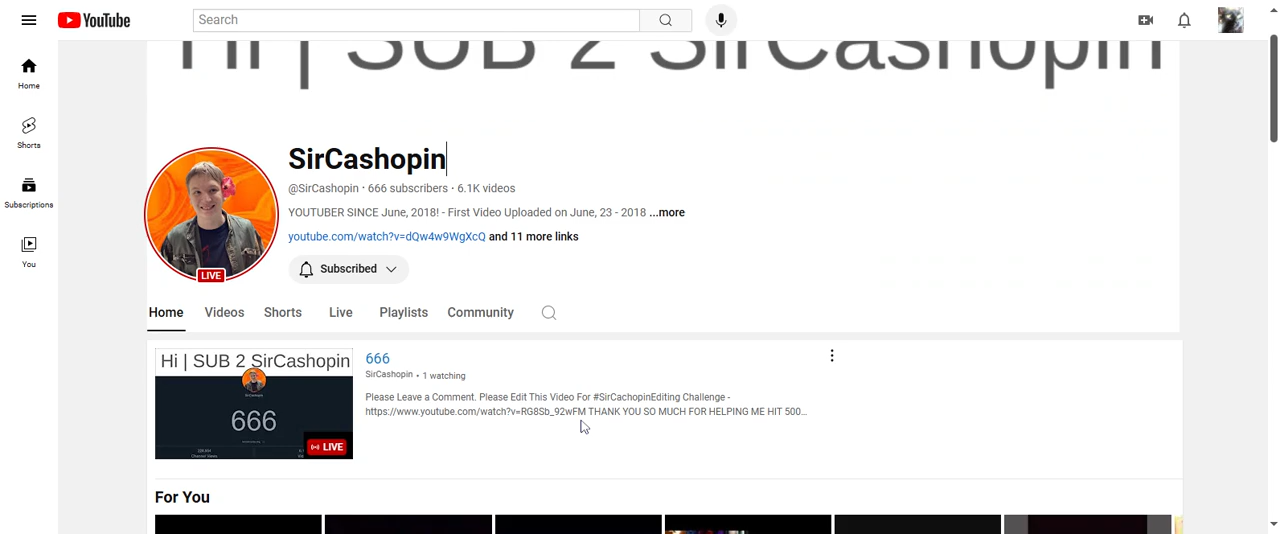 YouTube
Search
Hi | SUB 2 SirCashopin
Home
Shorts
Subscriptions
You
SirCashopin
@SirCashopin · 666 subscribers · 6.1K videos
YOUTUBER SINCE June, 2018! - First Video Uploaded on June, 23 - 2018 ...more
youtube.com/watch?v=dQw4w9WgXcQ and 11 more links
LIVE
Subscribed
Home Videos Shorts Live Playlists Community
Hi | SUB 2 SirCashopin
666
LIVE
666
SirCashopin • 1 watching
Please Leave a Comment. Please Edit This Video For #SirCachopinEditing Challenge -
https://www.youtube.com/watch?v=RG8Sb_92wFM THANK YOU SO MUCH FOR HELPING ME HIT 500...
For You